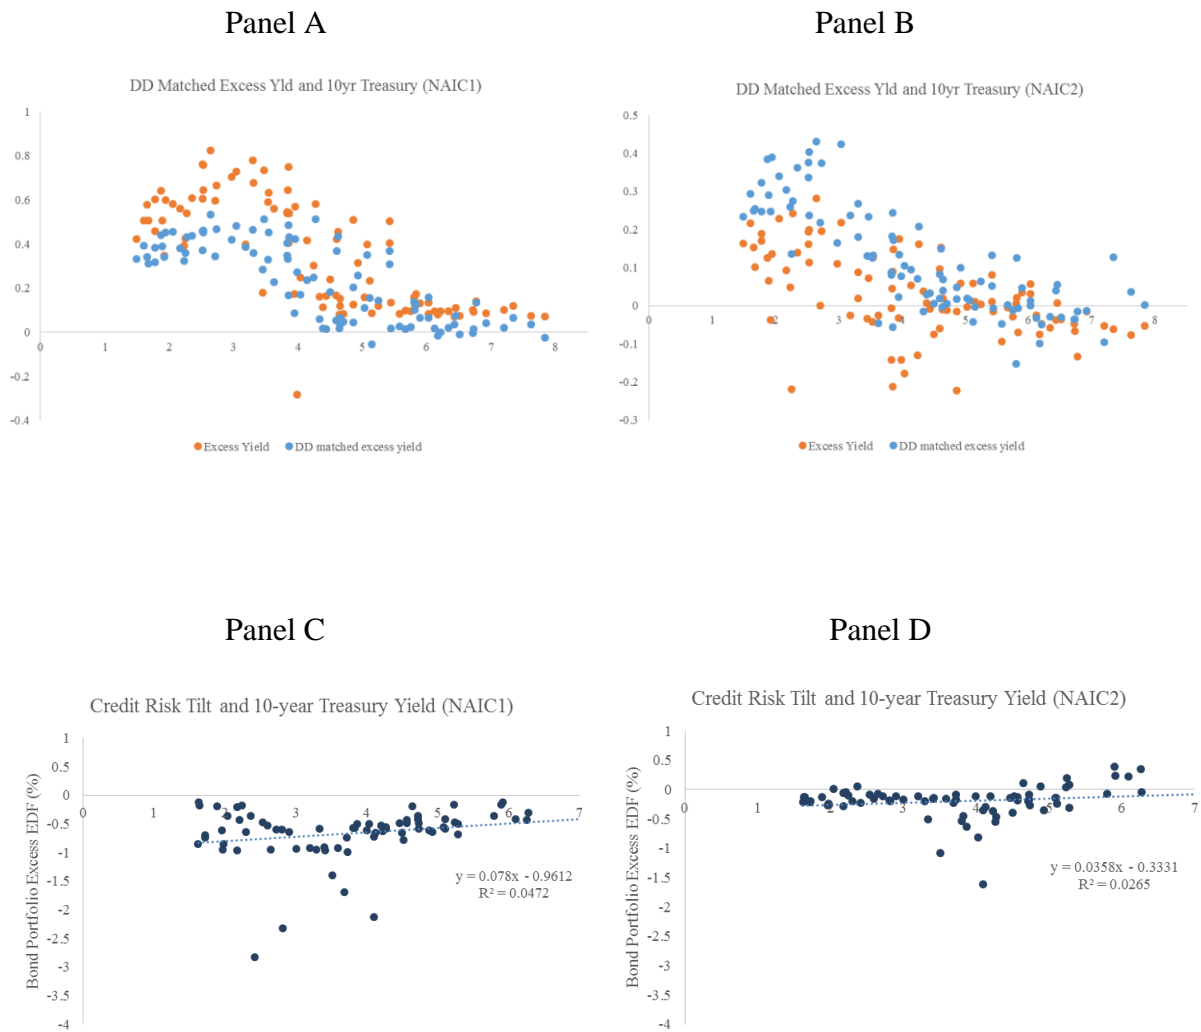 Panel A
DD Matched Excess Yld and 10yr Treasury (NAIC1)
1
0.8
0.6
0.4
0.2
0
-0.2
-0.4
0 1 2 3 4 5 6 7 8
Excess Yield DD matched excess yield
Panel B
DD Matched Excess Yld and 10yr Treasury (NAIC2)
0.5
0.4
0.3
0.2
0.1
0
-0.1
-0.2
-0.3
0 1 2 3 4 5 6 7 8
Excess Yield DD matched excess yield
Panel C
Credit Risk Tilt and 10-year Treasury Yield (NAIC1)
Bond Portfolio Excess EDF (%)
1
0.5
0
-0.5
-1
-1.5
-2
-2.5
-3
-3.5
-4
0 1 2 3 4 5 6 7
y = 0.078x - 0.9612
R² = 0.0472
Panel D
Credit Risk Tilt and 10-year Treasury Yield (NAIC2)
Bond Portfolio Excess EDF (%)
1
0.5
0
-0.5
-1
-1.5
-2
-2.5
-3
-3.5
-4
0 1 2 3 4 5 6 7
y = 0.0358x - 0.3331
R² = 0.0265